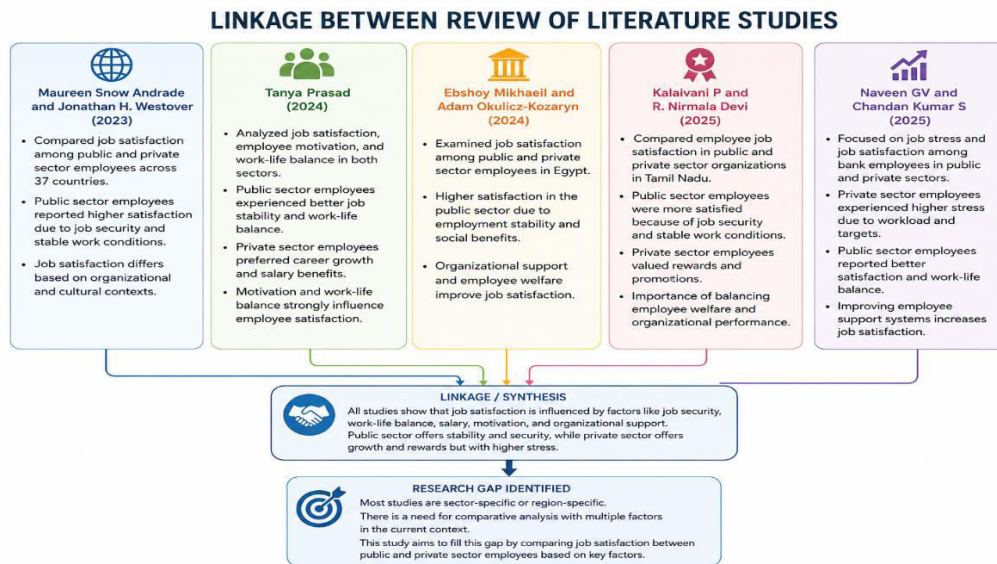 LINKAGE BETWEEN REVIEW OF LITERATURE STUDIES
Maureen Snow Andrade
and Jonathan H. Westover
(2023)
• Compared job satisfaction
among public and private
sector employees across
37 countries.
• Public sector employees
reported higher satisfaction
due to job security and
stable work conditions.
• Job satisfaction differs
based on organizational
and cultural contexts.
Tanya Prasad
(2024)
• Analyzed job satisfaction,
employee motivation, and
work-life balance in both
sectors.
• Public sector employees
experienced better job
stability and work-life
balance.
• Private sector employees
preferred career growth
and salary benefits.
• Motivation and work-life
balance strongly influence
employee satisfaction.
Ebshoy Mikhaeil and
Adam Okulicz-Kozaryn
(2024)
• Examined job satisfaction
among public and private
sector employees in Egypt.
• Higher satisfaction in the
public sector due to
employment stability and
social benefits.
• Organizational support
and employee welfare
improve job satisfaction.
Kalaivani P and
R. Nirmala Devi
(2025)
• Compared employee job
satisfaction in public and
private sector organizations
in Tamil Nadu.
• Public sector employees
were more satisfied
because of job security
and stable work conditions.
• Private sector employees
valued rewards and
promotions.
• Importance of balancing
employee welfare and
organizational performance.
Naveen GV and
Chandan Kumar S
(2025)
• Focused on job stress and
job satisfaction among
bank employees in public
and private sectors.
• Private sector employees
experienced higher stress
due to workload and
targets.
• Public sector employees
reported better
satisfaction and work-life
balance.
• Improving employee
support systems increases
job satisfaction.
LINKAGE / SYNTHESIS
All studies show that job satisfaction is influenced by factors like job security,
work-life balance, salary, motivation, and organizational support.
Public sector offers stability and security, while private sector offers
growth and rewards but with higher stress.
RESEARCH GAP IDENTIFIED
Most studies are sector-specific or region-specific.
There is a need for comparative analysis with multiple factors
in the current context.
This study aims to fill this gap by comparing job satisfaction between
public and private sector employees based on key factors.